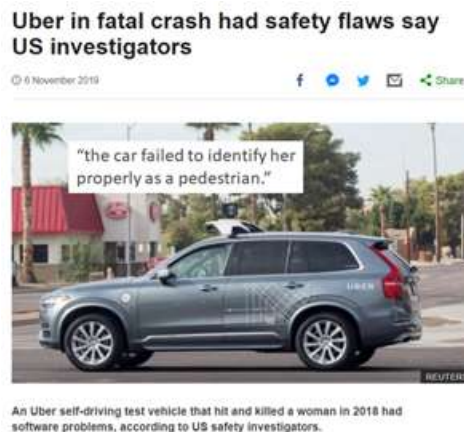 Uber in fatal crash had safety flaws say
US investigators
6 November 2019
Share
"the car failed to identify her
properly as a pedestrian."
UBER
REUTERS
An Uber self-driving test vehicle that hit and killed a woman in 2018 had
software problems, according to US safety investigators.